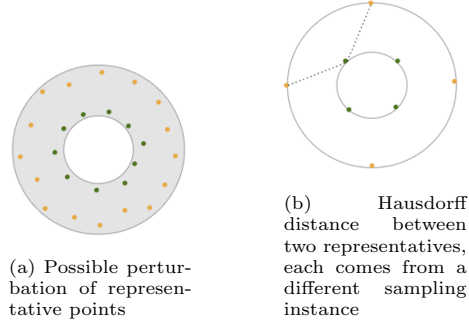 (a) Possible pertur-
bation of represen-
tative points
(b) Hausdorff
distance between
two representatives,
each comes from a
different sampling
instance